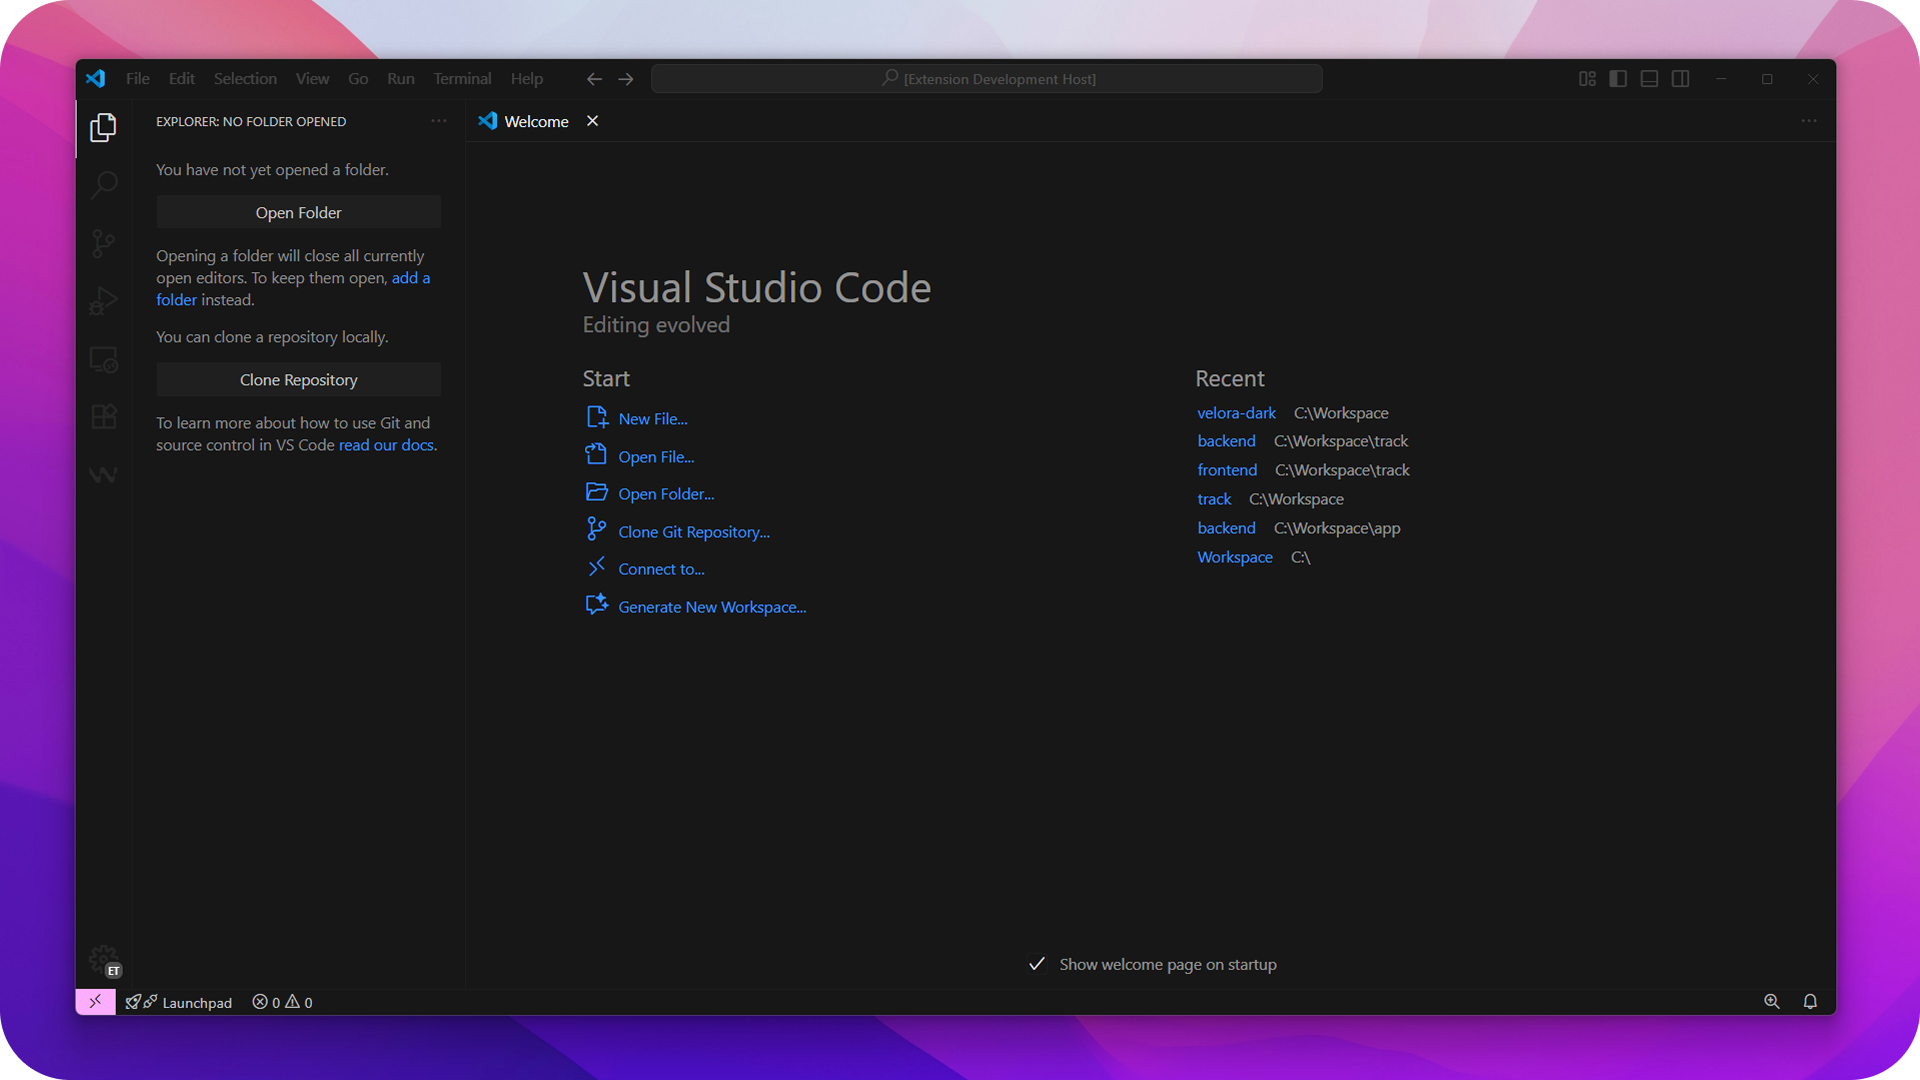 File Edit Selection View Go Run Terminal Help
[Extension Development Host]
EXPLORER: NO FOLDER OPENED
You have not yet opened a folder.
Open Folder
Opening a folder will close all currently
open editors. To keep them open, add a
folder instead.
You can clone a repository locally.
Clone Repository
To learn more about how to use Git and
source control in VS Code read our docs.
ET
Welcome
Visual Studio Code
Editing evolved
Start
New File...
Open File...
Open Folder...
Clone Git Repository...
Connect to...
Generate New Workspace...
Recent
velora-dark C:\Workspace
backend C:\Workspace\track
frontend C:\Workspace\track
track C:\Workspace
backend C:\Workspace\app
Workspace C:\
Show welcome page on startup
Launchpad 0 0